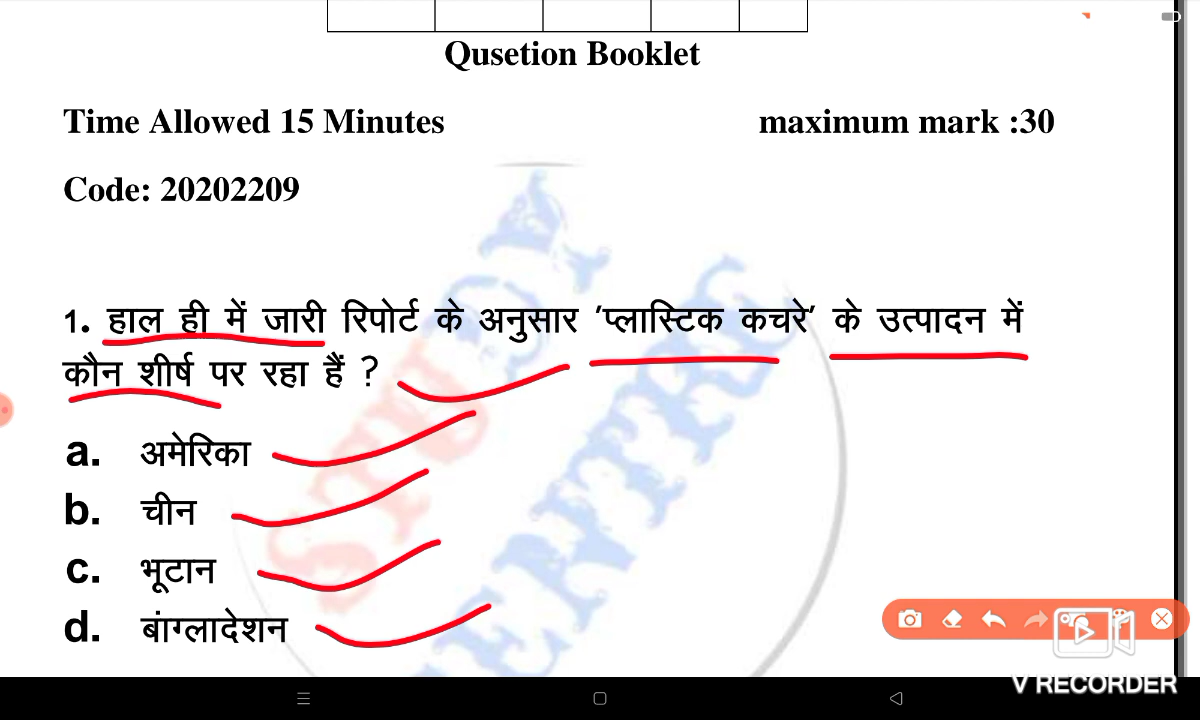 Qusetion Booklet
Time Allowed 15 Minutes maximum mark :30
Code: 20202209
1. हाल ही में जारी रिपोर्ट के अनुसार 'प्लास्टिक कचरे' के उत्पादन में
कौन शीर्ष पर रहा हैं ?
a. अमेरिका
b. चीन
c. भूटान
d. बांग्लादेशन
V RECORDER